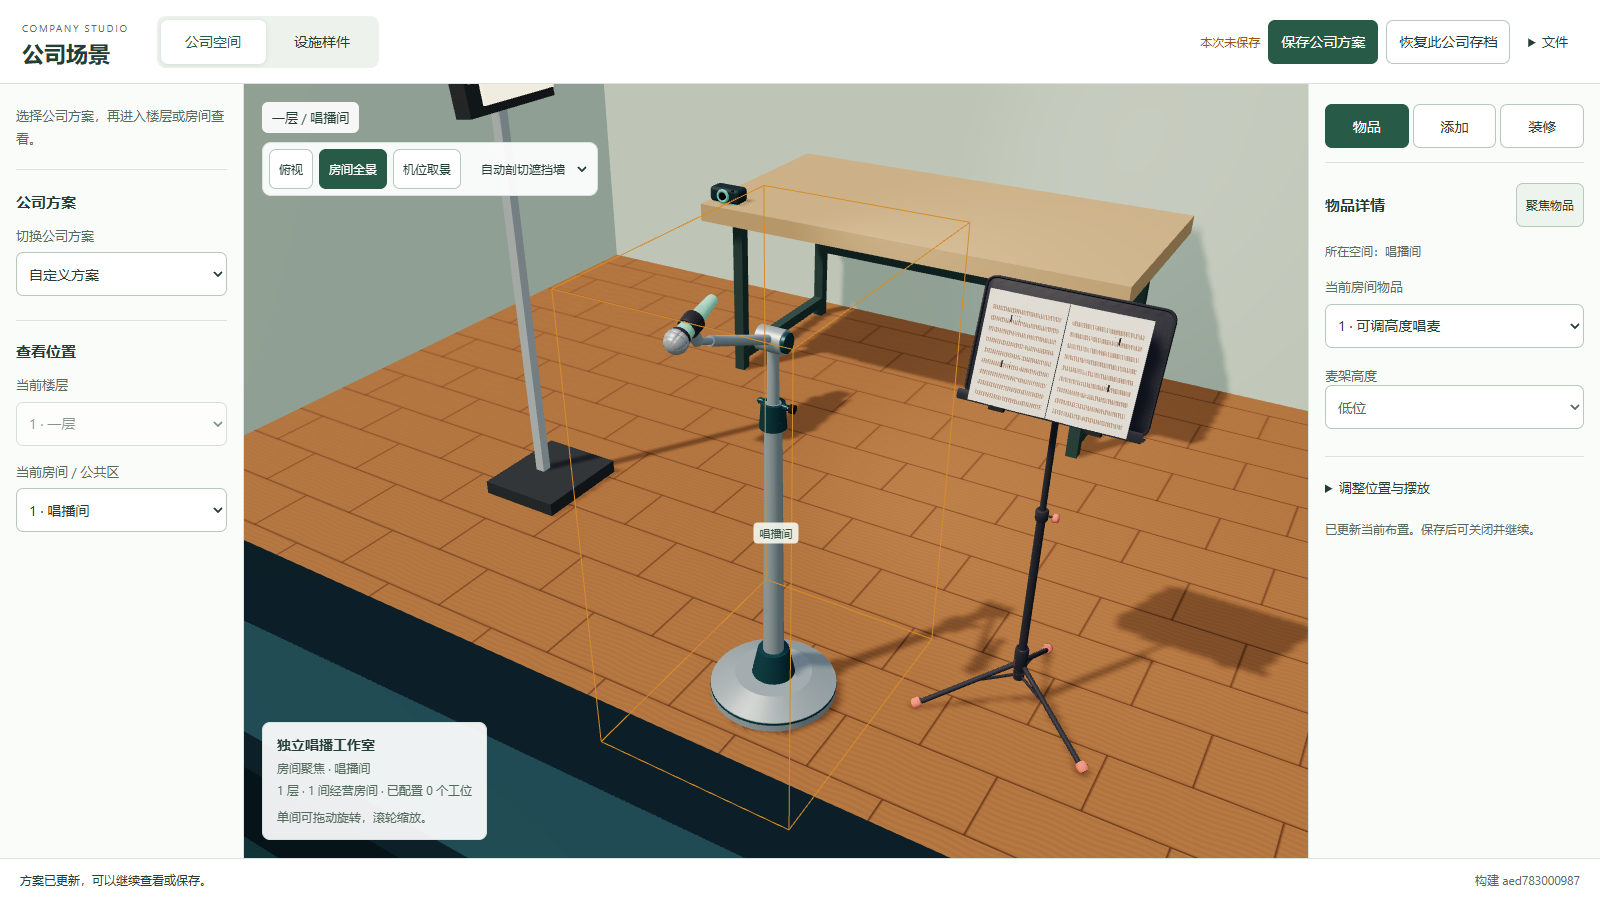 COMPANY STUDIO
公司场景
公司空间
设施样件
本次未保存
保存公司方案
恢复此公司存档
▶ 文件
选择公司方案，再进入楼层或房间查
看。
公司方案
切换公司方案
自定义方案
查看位置
当前楼层
1 · 一层
当前房间 / 公共区
1 · 唱播间
一层 / 唱播间
俯视
房间全景
机位取景
自动剖切遮挡墙
唱播间
独立唱播工作室
房间聚焦 · 唱播间
1 层 · 1 间经营房间 · 已配置 0 个工位
单间可拖动旋转，滚轮缩放。
物品
添加
装修
物品详情
聚焦物品
所在空间：唱播间
当前房间物品
1 · 可调高度唱麦
麦架高度
低位
▶ 调整位置与摆放
已更新当前布置。保存后可关闭并继续。
方案已更新，可以继续查看或保存。
构建 aed783000987